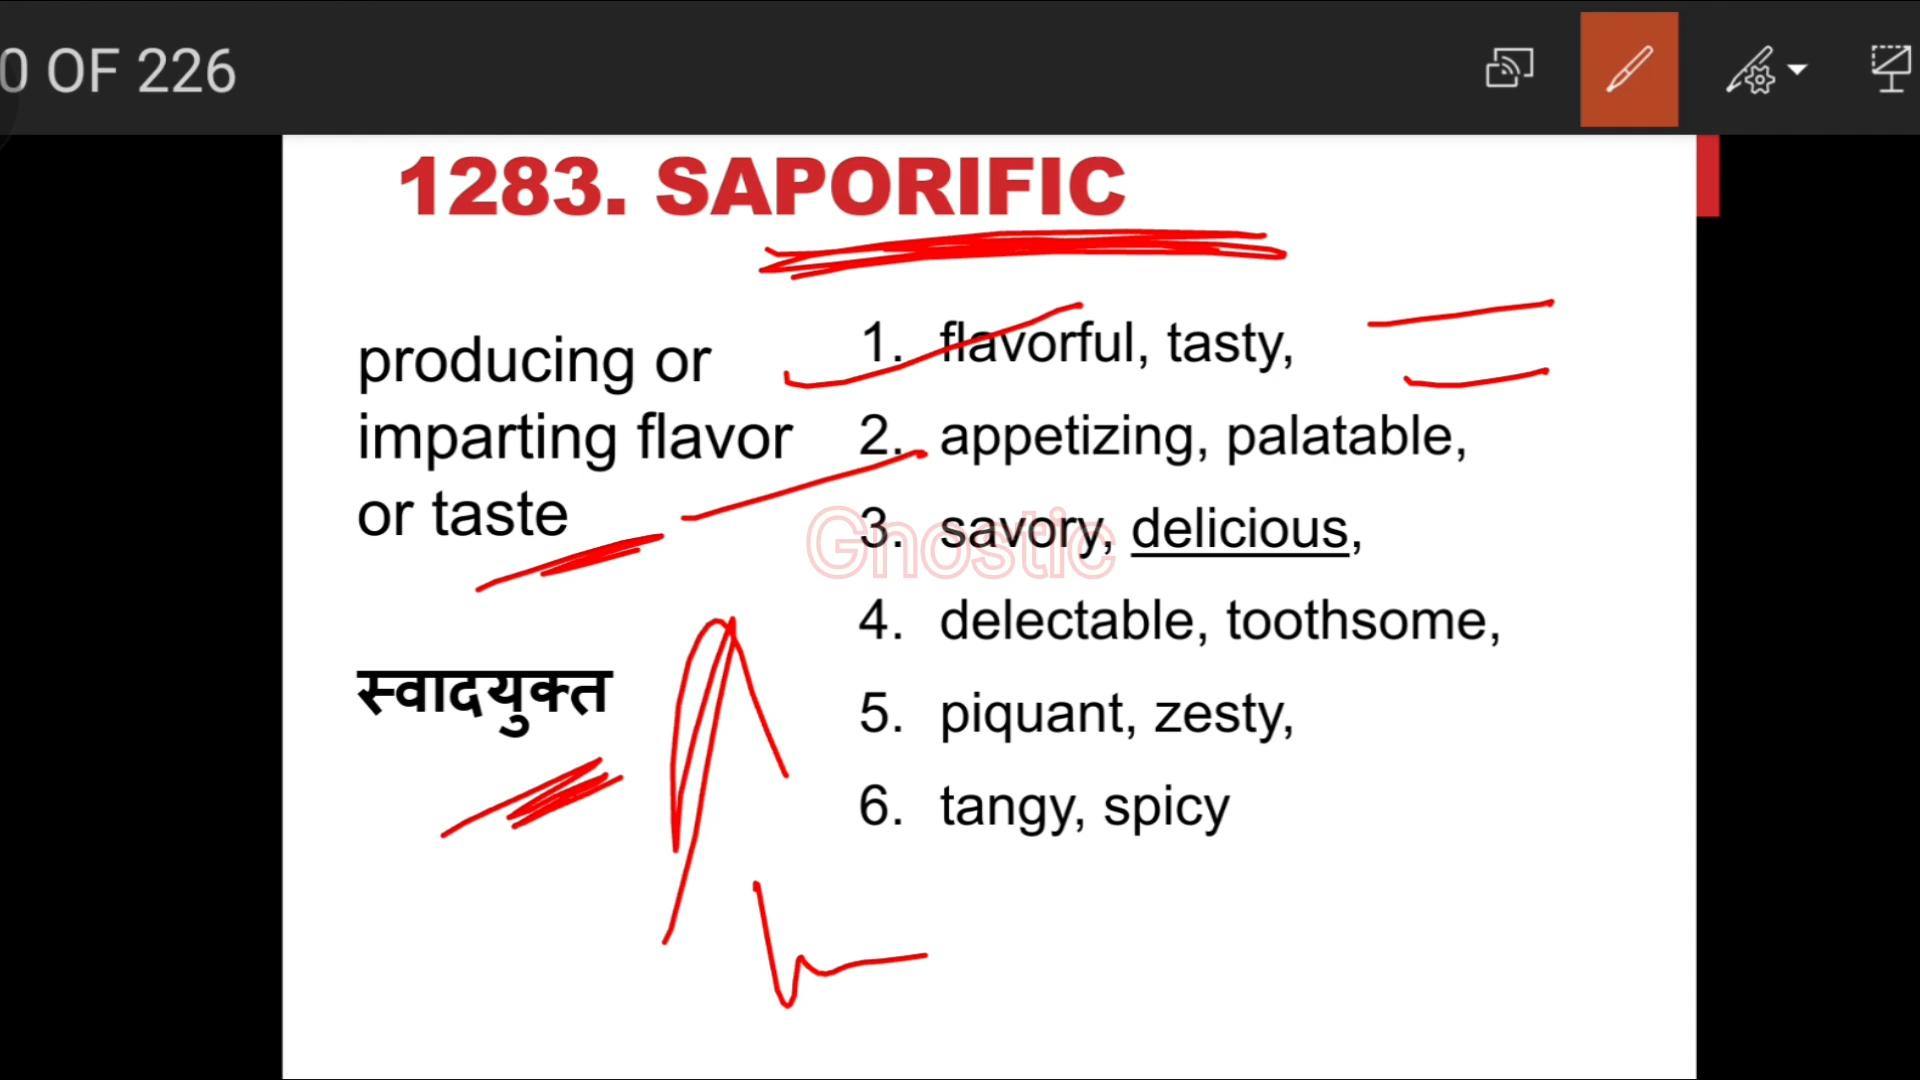 0 OF 226
1283. SAPORIFIC
producing or
imparting flavor
or taste
स्वादयुक्त
1. flavorful, tasty,
2. appetizing, palatable,
3. savory, delicious,
4. delectable, toothsome,
5. piquant, zesty,
6. tangy, spicy
Gnostic